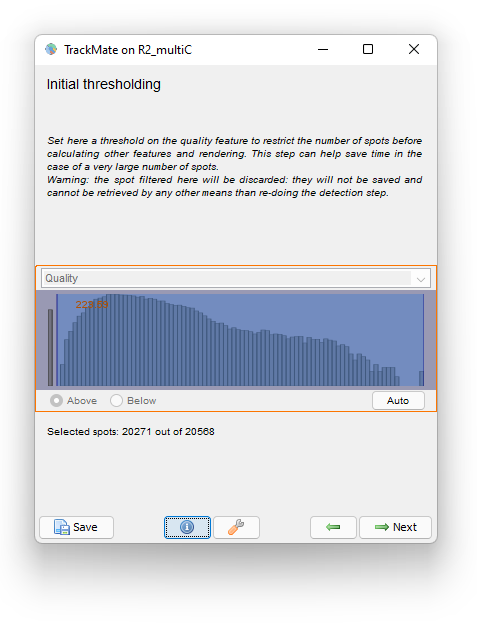 TrackMate on R2_multiC
Initial thresholding
Set here a threshold on the quality feature to restrict the number of spots before
calculating other features and rendering. This step can help save time in the
case of a very large number of spots.
Warning: the spot filtered here will be discarded: they will not be saved and
cannot be retrieved by any other means than re-doing the detection step.
Quality
Above
Below
Auto
Selected spots: 20271 out of 20568
Save
Next